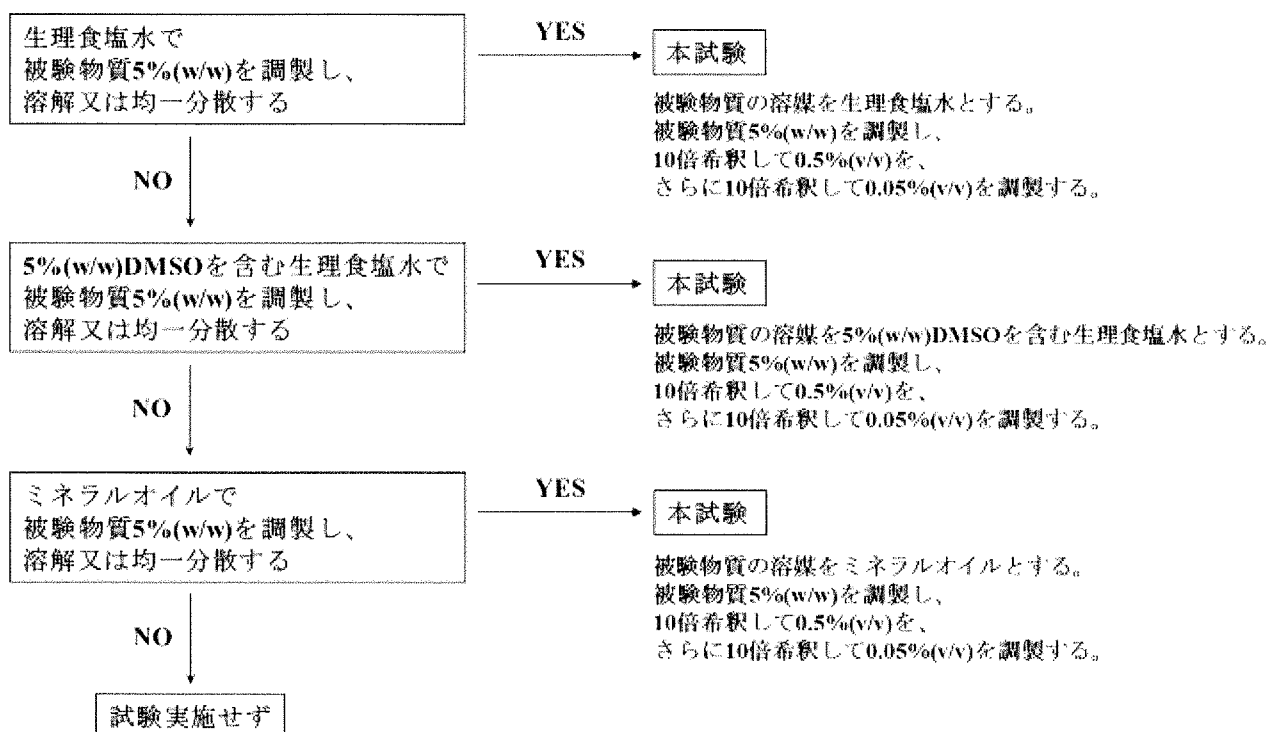 生理食塩水で
被験物質5%(w/w)を調製し、
溶解又は均一分散する
YES
本試験
被験物質の溶媒を生理食塩水とする。
被験物質5%(w/w)を調製し、
10倍希釈して0.5%(v/v)を、
さらに10倍希釈して0.05%(v/v)を調製する。
NO
5%(w/w)DMSOを含む生理食塩水で
被験物質5%(w/w)を調製し、
溶解又は均一分散する
YES
本試験
被験物質の溶媒を5%(w/w)DMSOを含む生理食塩水とする。
被験物質5%(w/w)を調製し、
10倍希釈して0.5%(v/v)を、
さらに10倍希釈して0.05%(v/v)を調製する。
NO
ミネラルオイルで
被験物質5%(w/w)を調製し、
溶解又は均一分散する
YES
本試験
被験物質の溶媒をミネラルオイルとする。
被験物質5%(w/w)を調製し、
10倍希釈して0.5%(v/v)を、
さらに10倍希釈して0.05%(v/v)を調製する。
NO
試験実施せず